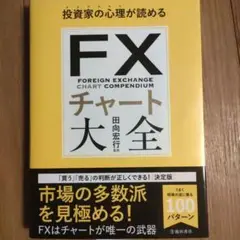 投資家の心理が読める
FX
FOREIGN EXCHANGE
CHART COMPENDIUM
チャート
田向宏行
大全
「買う」「売る」の判断が正しくできる! 決定版
市場の多数派を
見極める!
FXはチャートが唯一の武器
100
パターン